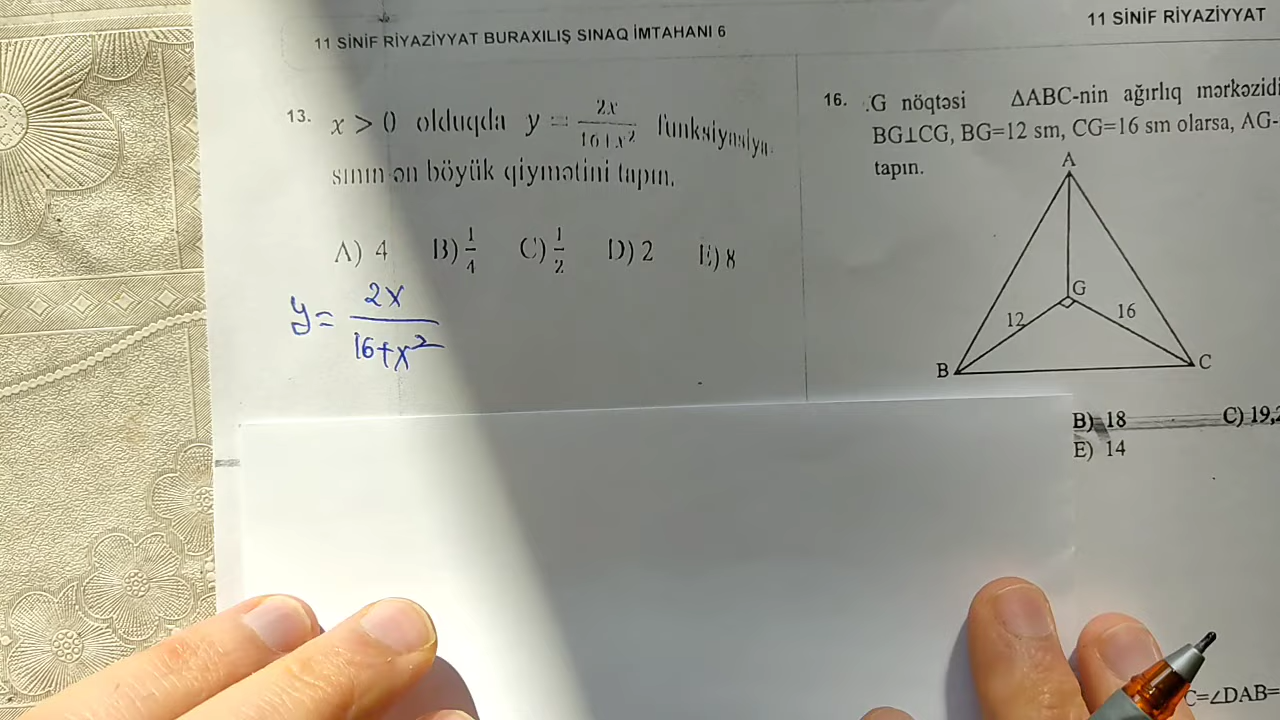 11 SİNİF RİYAZİYYAT BURAXILIŞ SINAQ İMTAHANI 6
11 SİNİF RİYAZİYYAT
13. x > 0 olduqda y = 2x/(16+x²) funksiyasıya-
sının ən böyük qiymətini tapın.
A) 4 B) 1/4 C) 1/2 D) 2 E) 8
y = 2x/(16+x²)
16. G nöqtəsi ΔABC-nin ağırlıq mərkəzidi
BG⊥CG, BG=12 sm, CG=16 sm olarsa, AG-
tapın.
A
G
12 16
B C
B) 18 C) 19,2
E) 14
C=∠DAB=